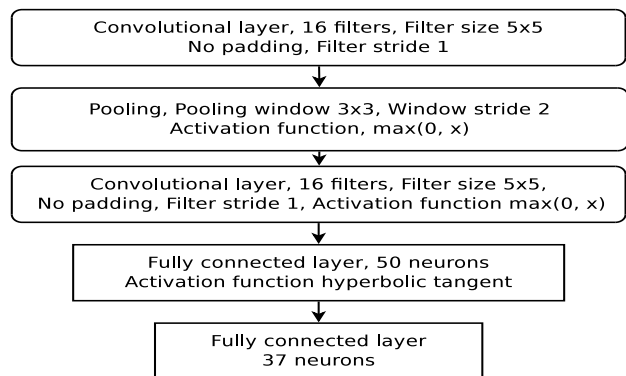 Convolutional layer, 16 filters, Filter size 5x5
No padding, Filter stride 1
Pooling, Pooling window 3x3, Window stride 2
Activation function, max(0, x)
Convolutional layer, 16 filters, Filter size 5x5,
No padding, Filter stride 1, Activation function max(0, x)
Fully connected layer, 50 neurons
Activation function hyperbolic tangent
Fully connected layer
37 neurons